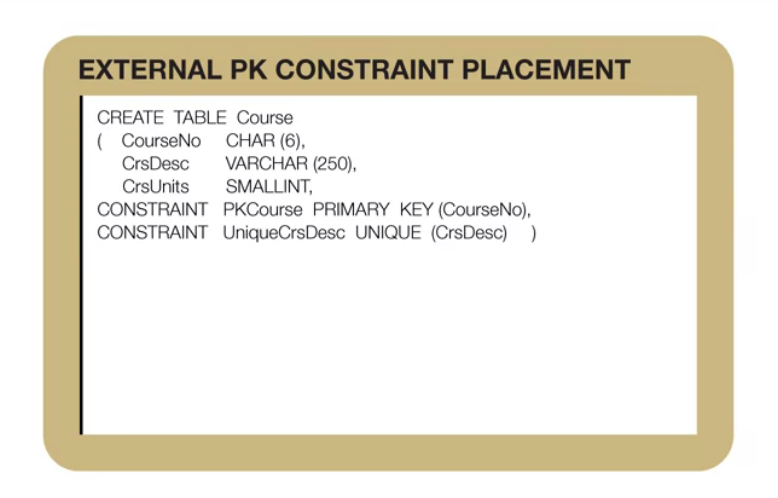 EXTERNAL PK CONSTRAINT PLACEMENT
CREATE TABLE Course
( CourseNo CHAR (6),
CrsDesc VARCHAR (250),
CrsUnits SMALLINT,
CONSTRAINT PKCourse PRIMARY KEY (CourseNo),
CONSTRAINT UniqueCrsDesc UNIQUE (CrsDesc) )